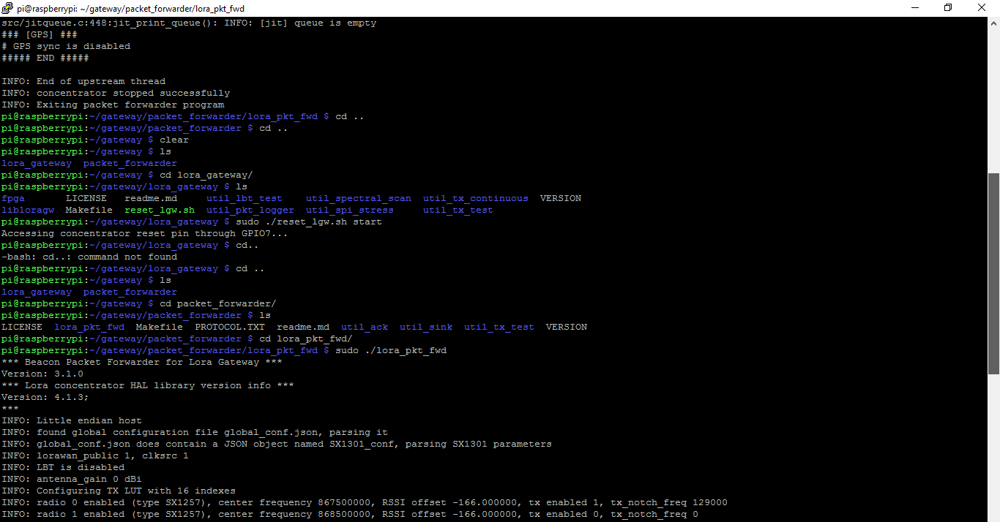 pi@raspberrypi: ~/gateway/packet_forwarder/lora_pkt_fwd
src/jitqueue.c:448:jit_print_queue(): INFO: [jit] queue is empty
### [GPS] ###
# GPS sync is disabled
##### END #####
INFO: End of upstream thread
INFO: concentrator stopped successfully
INFO: Exiting packet forwarder program
pi@raspberrypi:~/gateway/packet_forwarder/lora_pkt_fwd $ cd ..
pi@raspberrypi:~/gateway/packet_forwarder $ cd ..
pi@raspberrypi:~/gateway $ clear
pi@raspberrypi:~/gateway $ ls
lora_gateway  packet_forwarder
pi@raspberrypi:~/gateway $ cd lora_gateway/
pi@raspberrypi:~/gateway/lora_gateway $ ls
fpga       LICENSE   readme.md     util_lbt_test    util_spectral_scan  util_tx_continuous  VERSION
libloragw  Makefile  reset_lgw.sh  util_pkt_logger  util_spi_stress     util_tx_test
pi@raspberrypi:~/gateway/lora_gateway $ sudo ./reset_lgw.sh start
Accessing concentrator reset pin through GPIO7...
pi@raspberrypi:~/gateway/lora_gateway $ cd..
-bash: cd..: command not found
pi@raspberrypi:~/gateway/lora_gateway $ cd ..
pi@raspberrypi:~/gateway $ ls
lora_gateway  packet_forwarder
pi@raspberrypi:~/gateway $ cd packet_forwarder/
pi@raspberrypi:~/gateway/packet_forwarder $ ls
LICENSE  lora_pkt_fwd  Makefile  PROTOCOL.TXT  readme.md  util_ack  util_sink  util_tx_test  VERSION
pi@raspberrypi:~/gateway/packet_forwarder $ cd lora_pkt_fwd/
pi@raspberrypi:~/gateway/packet_forwarder/lora_pkt_fwd $ sudo ./lora_pkt_fwd
*** Beacon Packet Forwarder for Lora Gateway ***
Version: 3.1.0
*** Lora concentrator HAL library version info ***
Version: 4.1.3;
***
INFO: Little endian host
INFO: found global configuration file global_conf.json, parsing it
INFO: global_conf.json does contain a JSON object named SX1301_conf, parsing SX1301 parameters
INFO: lorawan_public 1, clksrc 1
INFO: LBT is disabled
INFO: antenna_gain 0 dBi
INFO: Configuring TX LUT with 16 indexes
INFO: radio 0 enabled (type SX1257), center frequency 867500000, RSSI offset -166.000000, tx enabled 1, tx_notch_freq 129000
INFO: radio 1 enabled (type SX1257), center frequency 868500000, RSSI offset -166.000000, tx enabled 0, tx_notch_freq 0